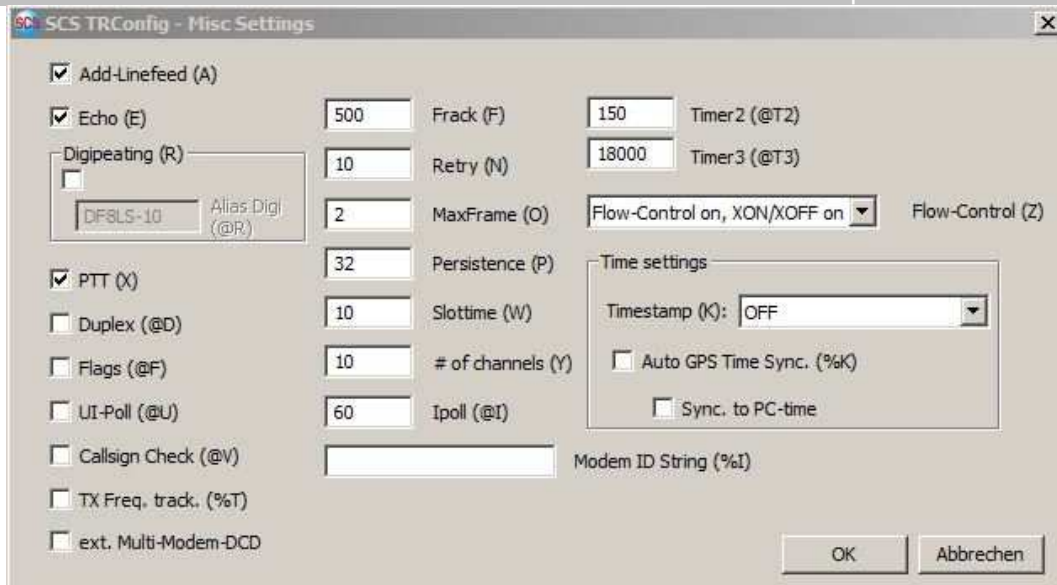 SCS SCS TRConfig - Misc Settings
Add-Linefeed (A)
Echo (E)
Digipeating (R)
DF8LS-10 Alias Digi
(@R)
PTT (X)
Duplex (@D)
Flags (@F)
UI-Poll (@U)
Callsign Check (@V)
TX Freq. track. (%T)
ext. Multi-Modem-DCD
500 Frack (F)
10 Retry (N)
2 MaxFrame (O)
32 Persistence (P)
10 Slottime (W)
10 # of channels (Y)
60 Ipoll (@I)
Modem ID String (%I)
150 Timer2 (@T2)
18000 Timer3 (@T3)
Flow-Control on, XON/XOFF on Flow-Control (Z)
Time settings
Timestamp (K): OFF
Auto GPS Time Sync. (%K)
Sync. to PC-time
OK Abbrechen